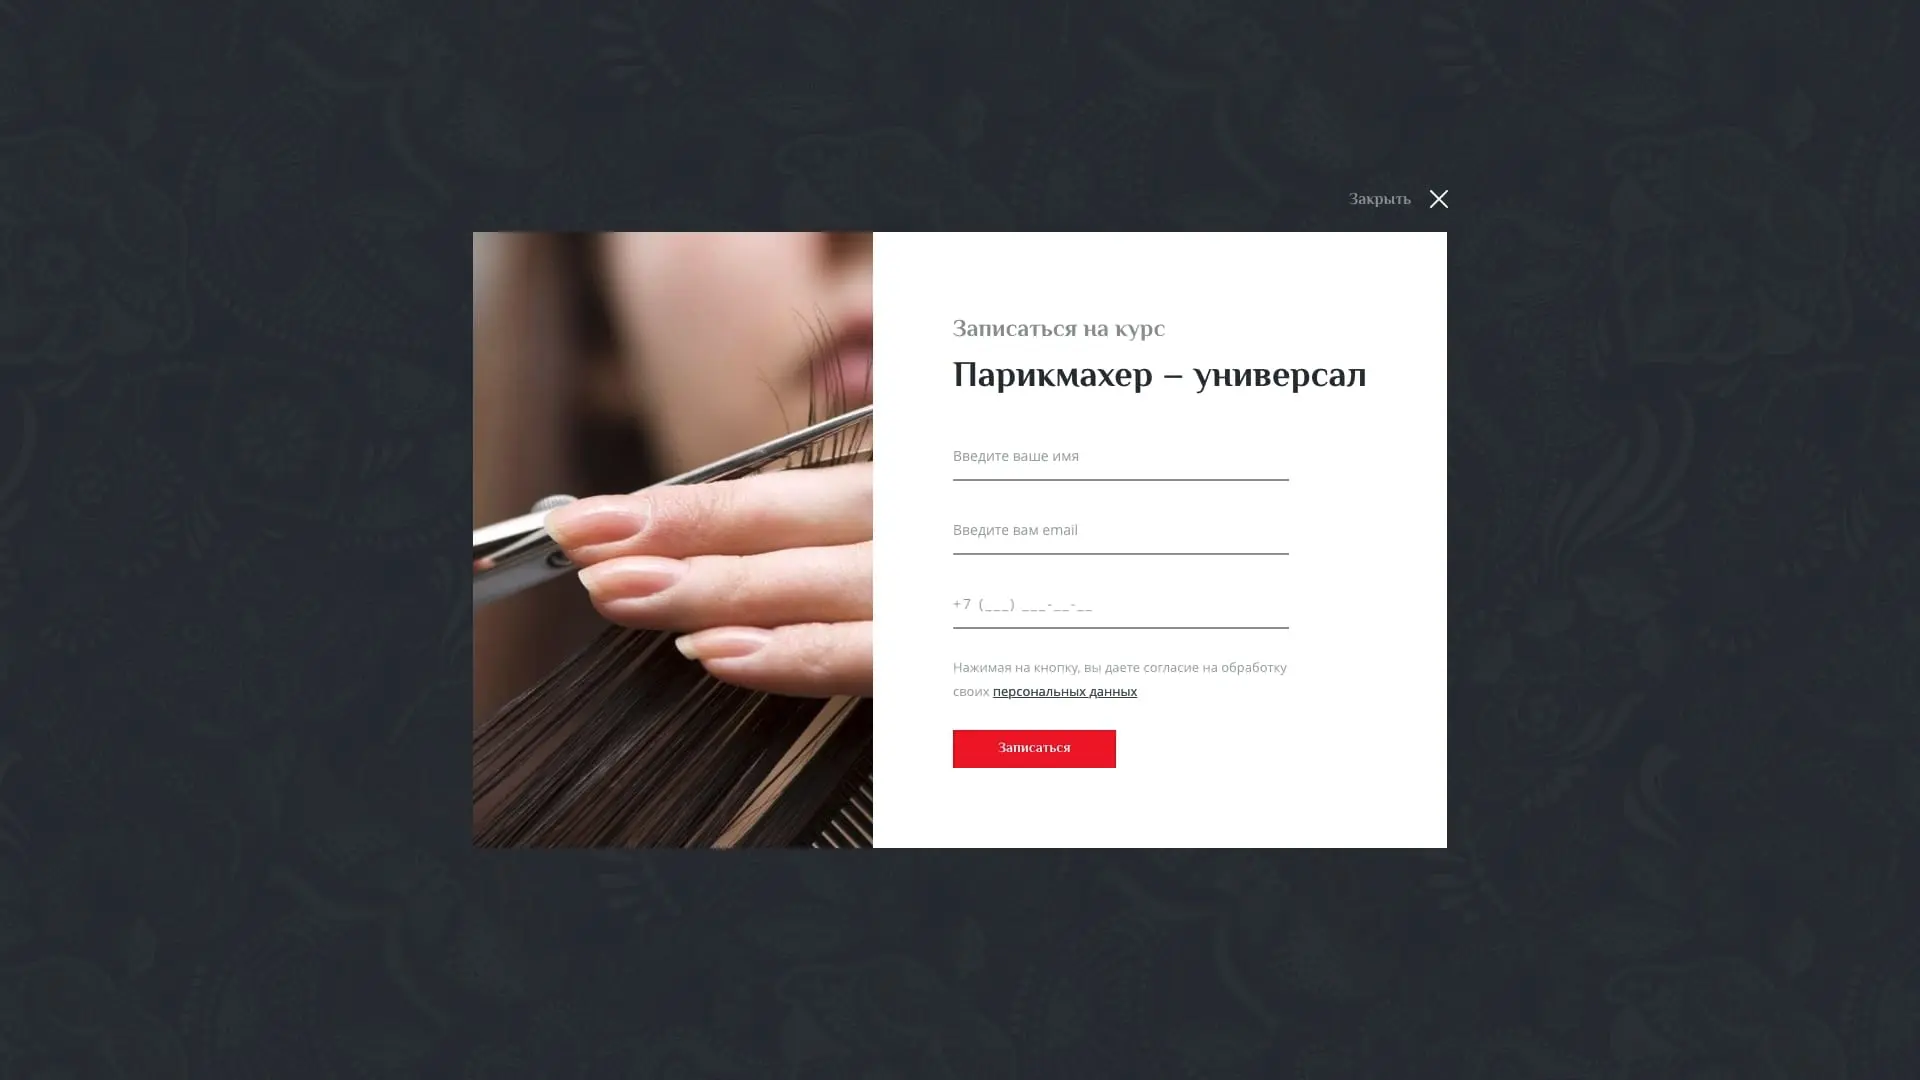 Закрыть
Записаться на курс
Парикмахер – универсал
Введите ваше имя
Введите вам email
+7 (___) ___-__-__
Нажимая на кнопку, вы даете согласие на обработку
своих персональных данных
Записаться